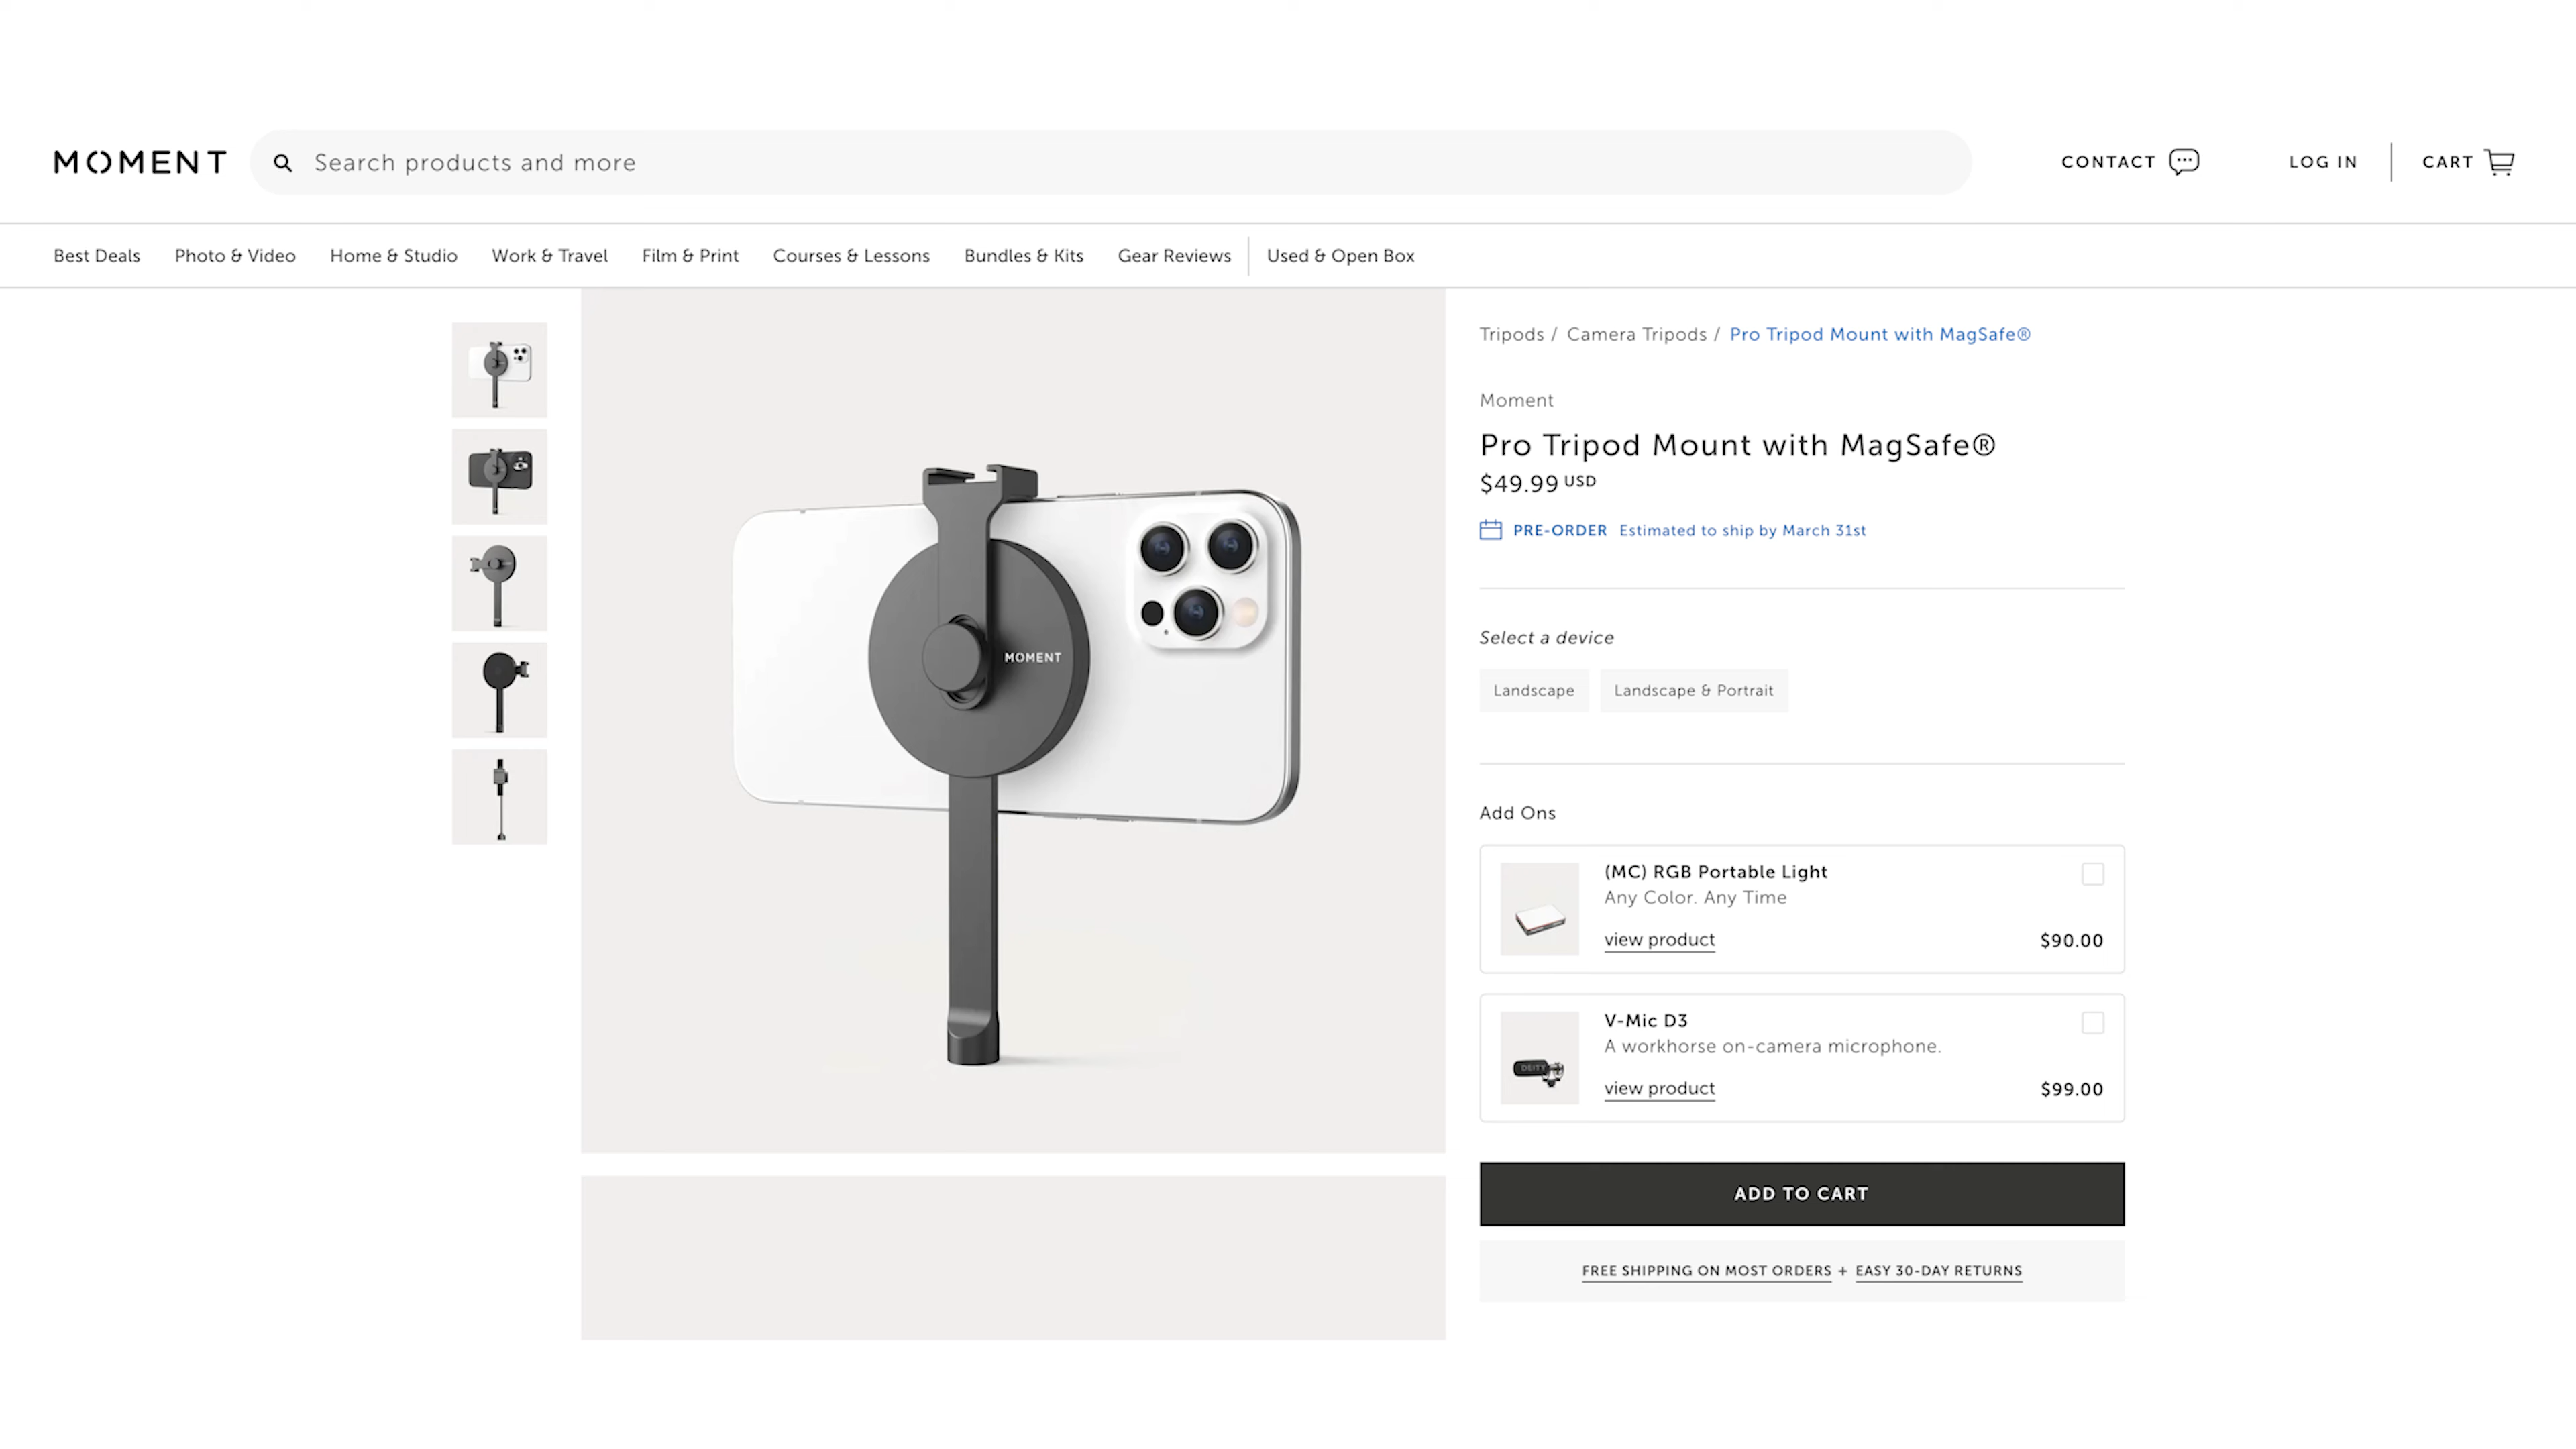 MOMENT
Search products and more
CONTACT
LOG IN
CART
Best Deals
Photo & Video
Home & Studio
Work & Travel
Film & Print
Courses & Lessons
Bundles & Kits
Gear Reviews
Used & Open Box
MOMENT
Tripods / Camera Tripods / Pro Tripod Mount with MagSafe®
Moment
Pro Tripod Mount with MagSafe®
$49.99 USD
PRE-ORDER Estimated to ship by March 31st
Select a device
Landscape
Landscape & Portrait
Add Ons
(MC) RGB Portable Light
Any Color. Any Time
view product
$90.00
DEITY
V-Mic D3
A workhorse on-camera microphone.
view product
$99.00
ADD TO CART
FREE SHIPPING ON MOST ORDERS + EASY 30-DAY RETURNS